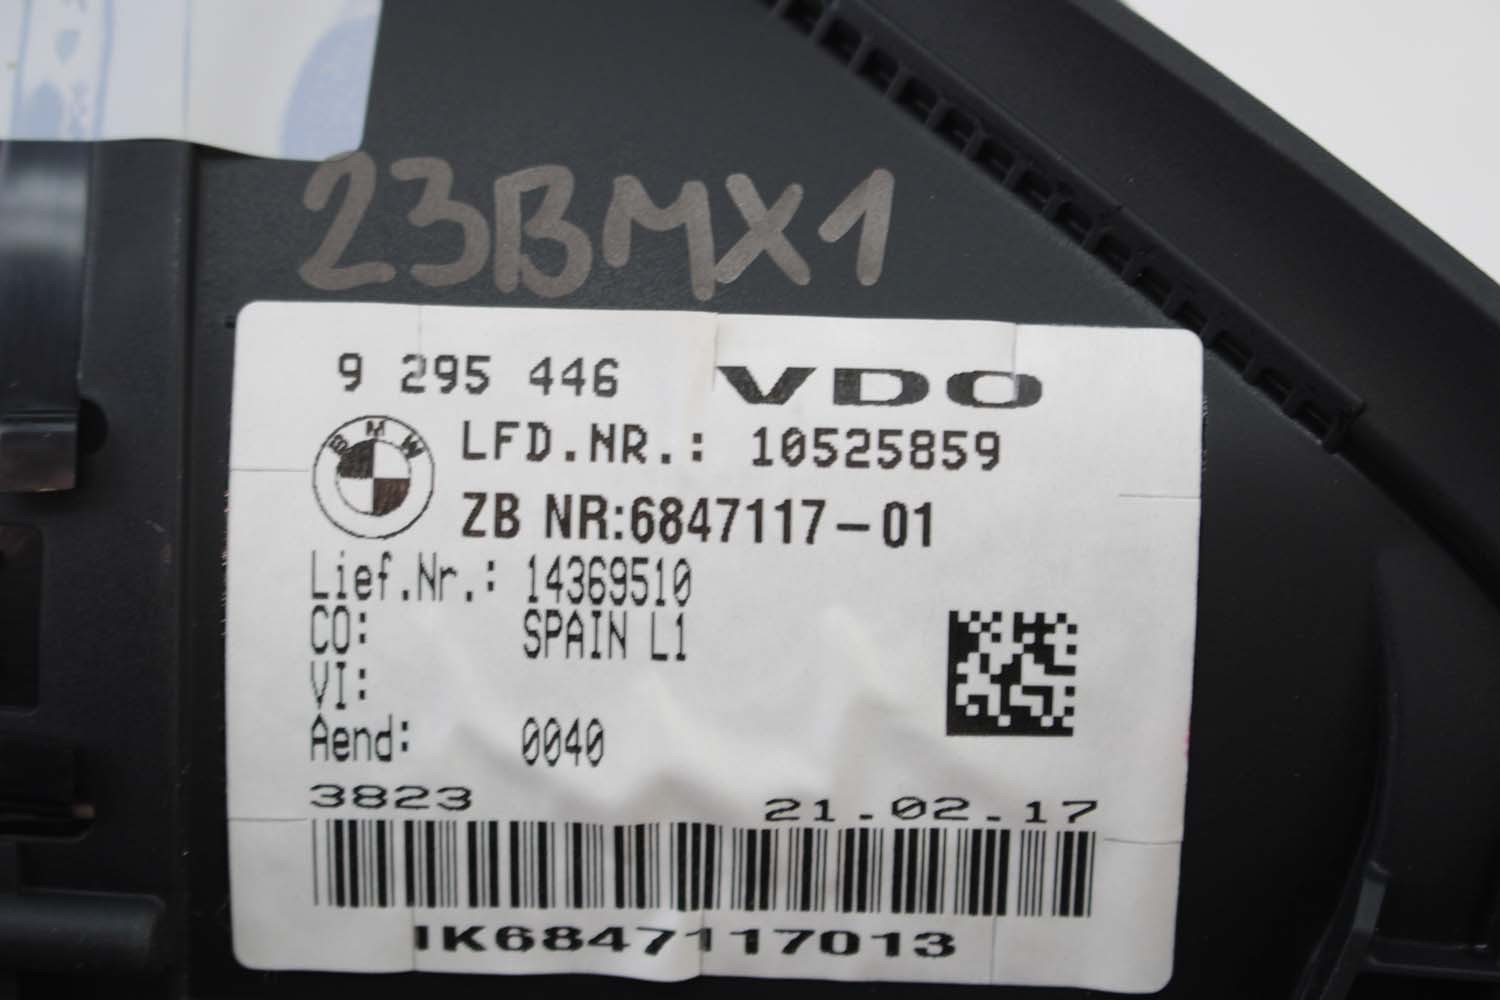 23BMX1
9 295 446 VDO
BMW
LFD.NR.: 10525859
ZB NR:6847117-01
Lief.Nr.: 14369510
CO: SPAIN L1
VI:
Aend: 0040
3823 21.02.17
IK6847117013